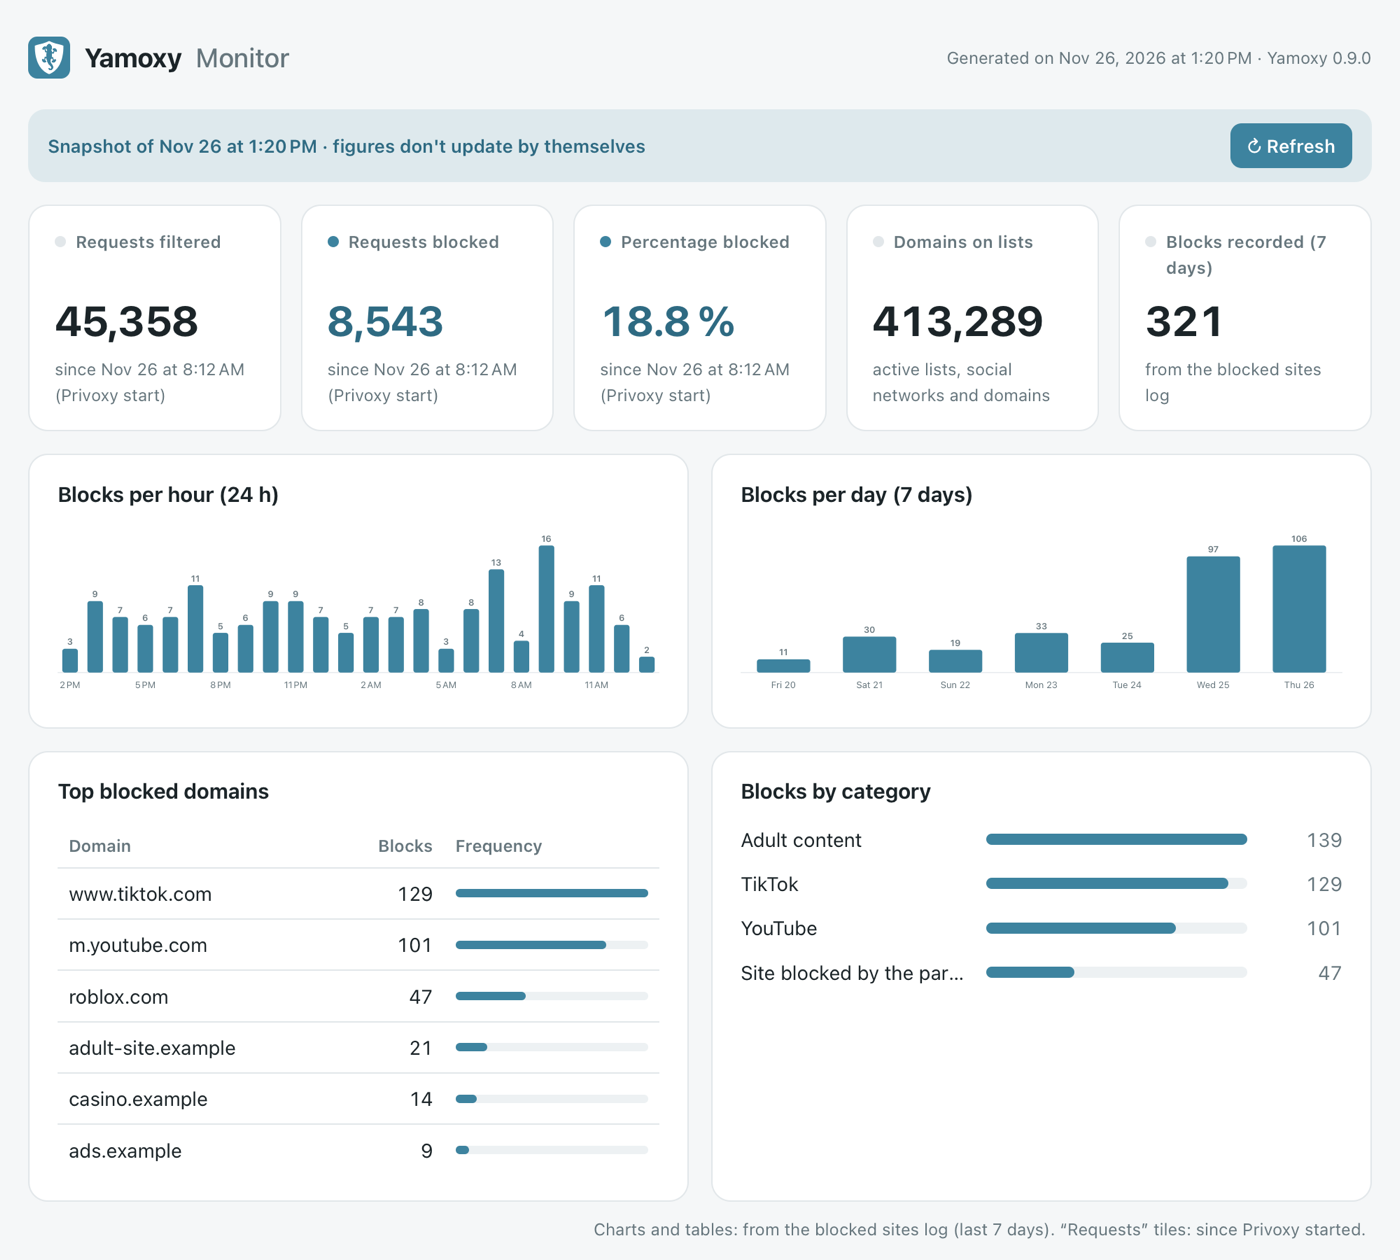 Yamoxy Monitor
Generated on Nov 26, 2026 at 1:20 PM · Yamoxy 0.9.0
Snapshot of Nov 26 at 1:20 PM · figures don't update by themselves
↻ Refresh
Requests filtered
45,358
since Nov 26 at 8:12 AM
(Privoxy start)
Requests blocked
8,543
since Nov 26 at 8:12 AM
(Privoxy start)
Percentage blocked
18.8 %
since Nov 26 at 8:12 AM
(Privoxy start)
Domains on lists
413,289
active lists, social
networks and domains
Blocks recorded (7
days)
321
from the blocked sites
log
Blocks per hour (24 h)
3 9 7 6 7 11 5 6 9 9 7 5 7 7 8 3 8 13 4 16 9 11 6 2
2 PM 5 PM 8 PM 11 PM 2 AM 5 AM 8 AM 11 AM
Blocks per day (7 days)
11 30 19 33 25 97 106
Fri 20 Sat 21 Sun 22 Mon 23 Tue 24 Wed 25 Thu 26
Top blocked domains
Domain Blocks Frequency
www.tiktok.com 129
m.youtube.com 101
roblox.com 47
adult-site.example 21
casino.example 14
ads.example 9
Blocks by category
Adult content 139
TikTok 129
YouTube 101
Site blocked by the par... 47
Charts and tables: from the blocked sites log (last 7 days). “Requests” tiles: since Privoxy started.